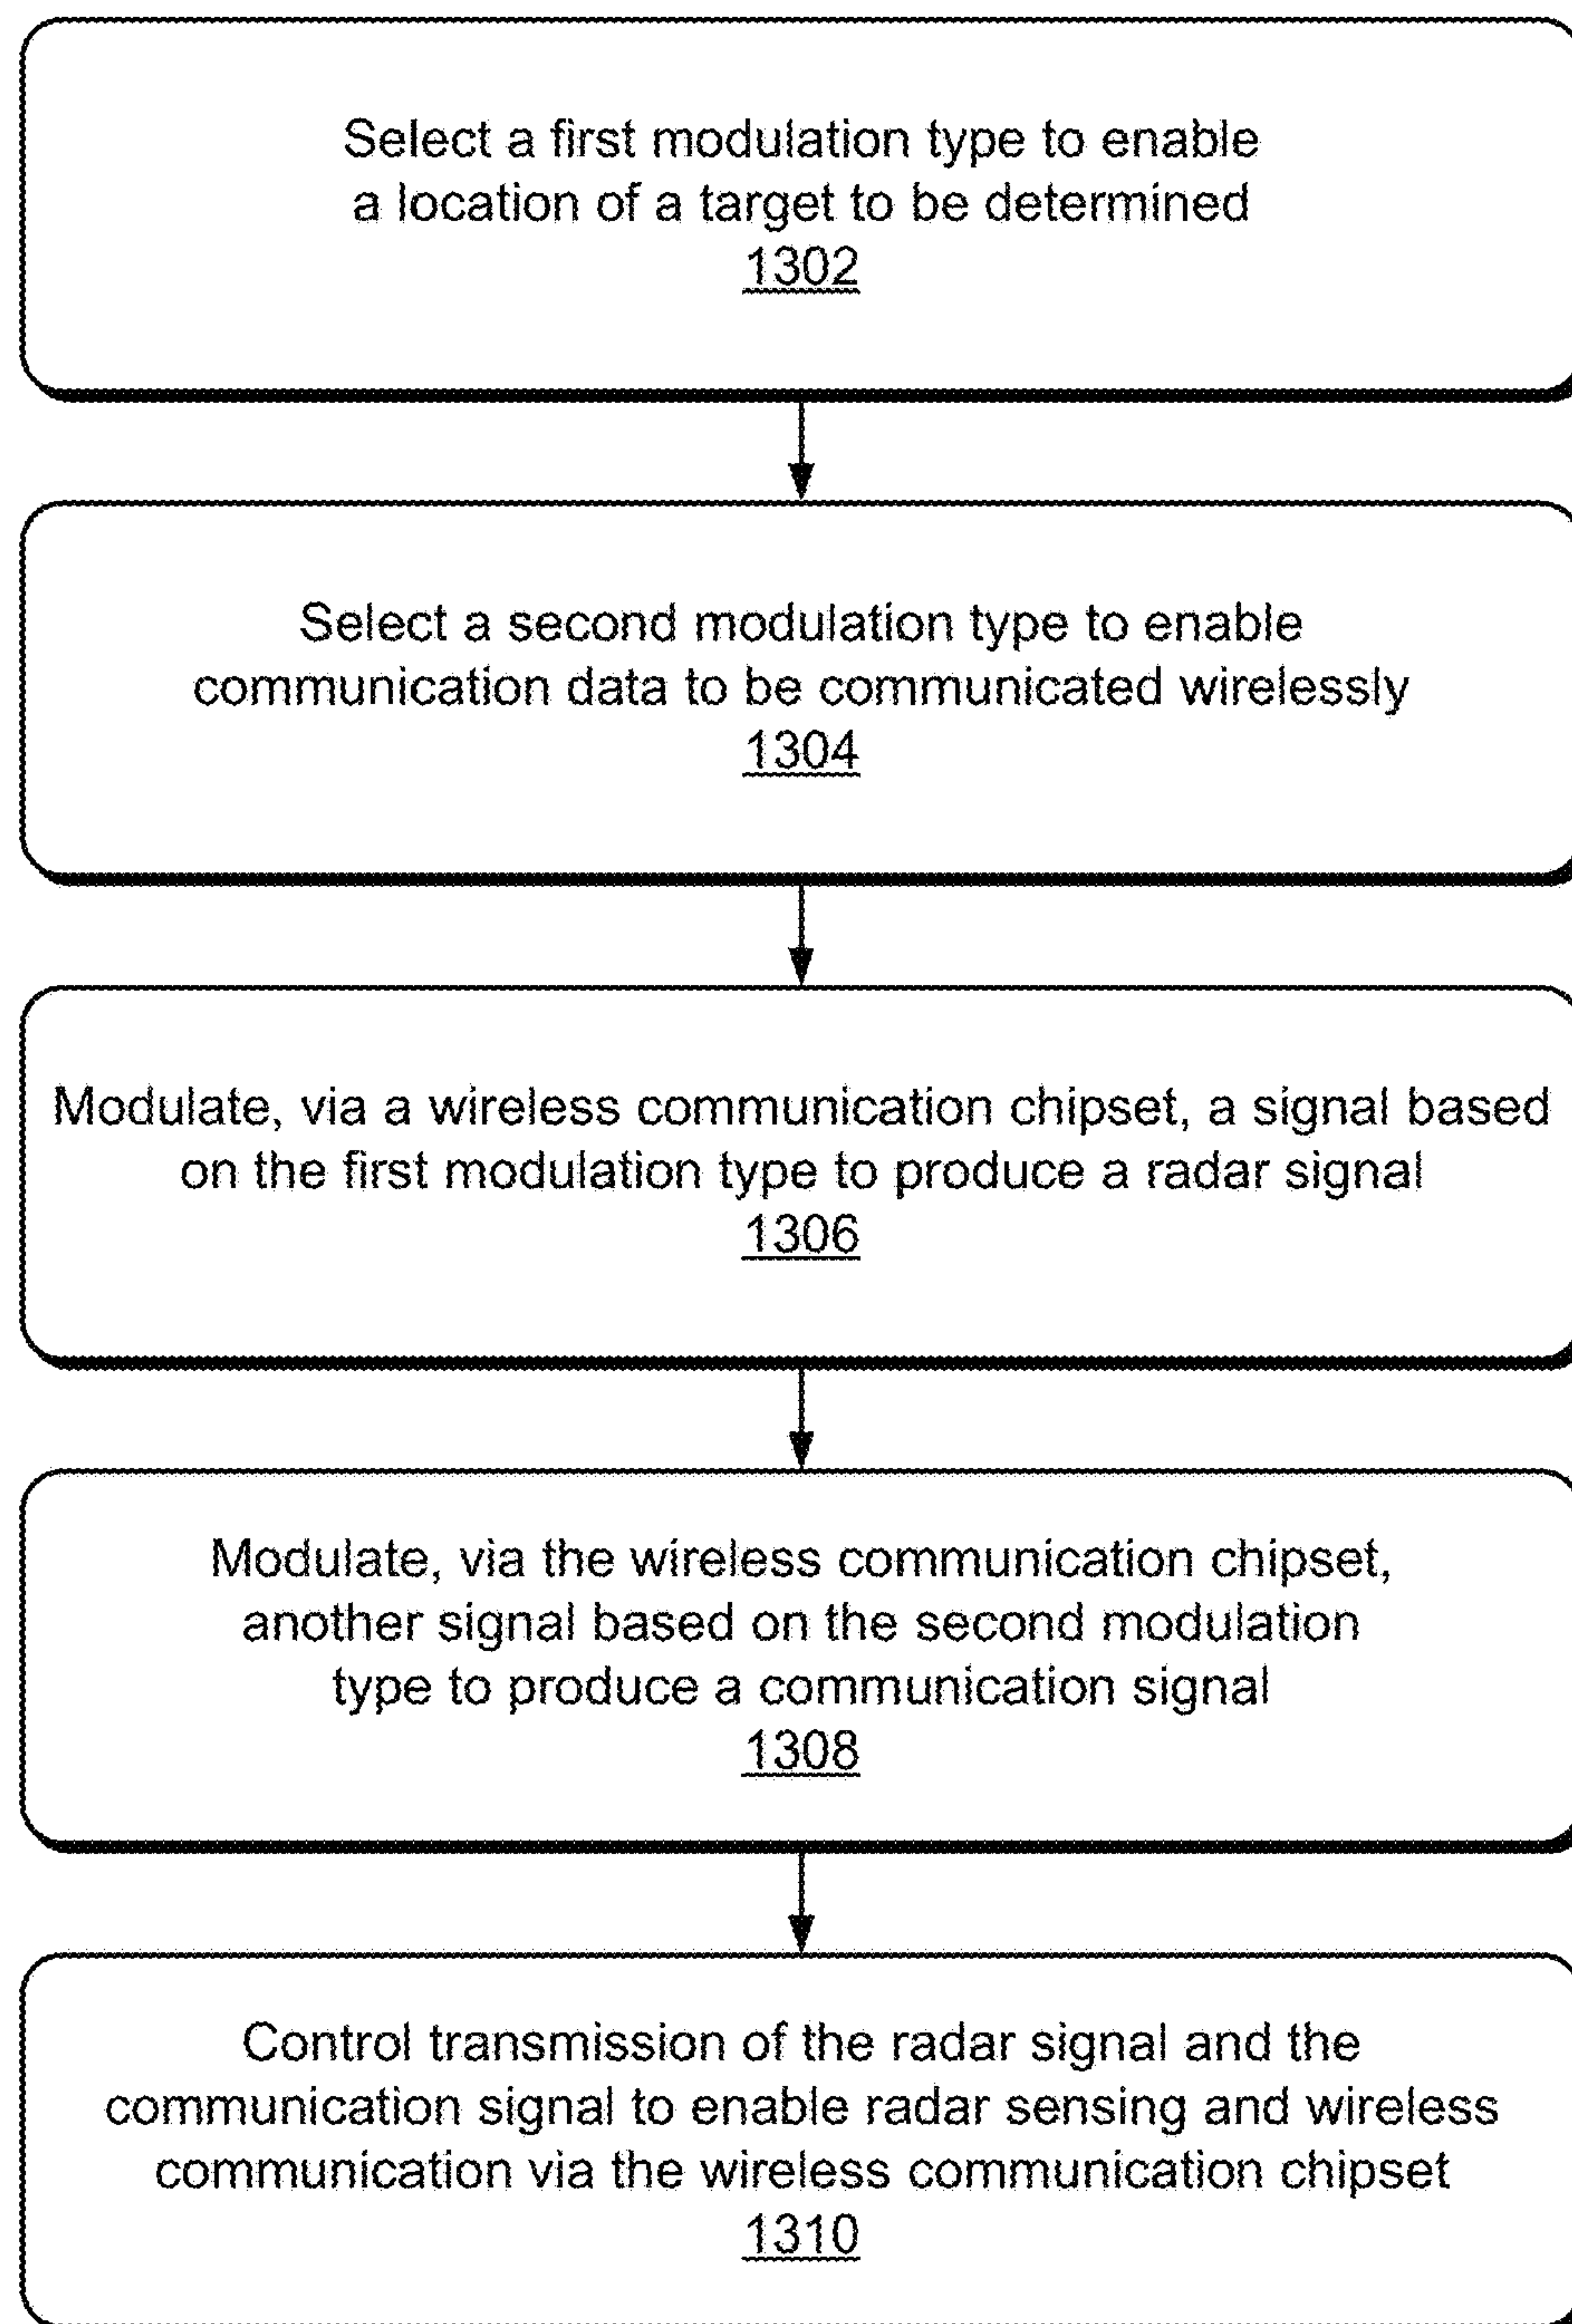 Select a first modulation type to enable
a location of a target to be determined
1302
Select a second modulation type to enable
communication data to be communicated wirelessly
1304
Modulate, via a wireless communication chipset, a signal based
on the first modulation type to produce a radar signal
1306
Modulate, via the wireless communication chipset,
another signal based on the second modulation
type to produce a communication signal
1308
Control transmission of the radar signal and the
communication signal to enable radar sensing and wireless
communication via the wireless communication chipset
1310